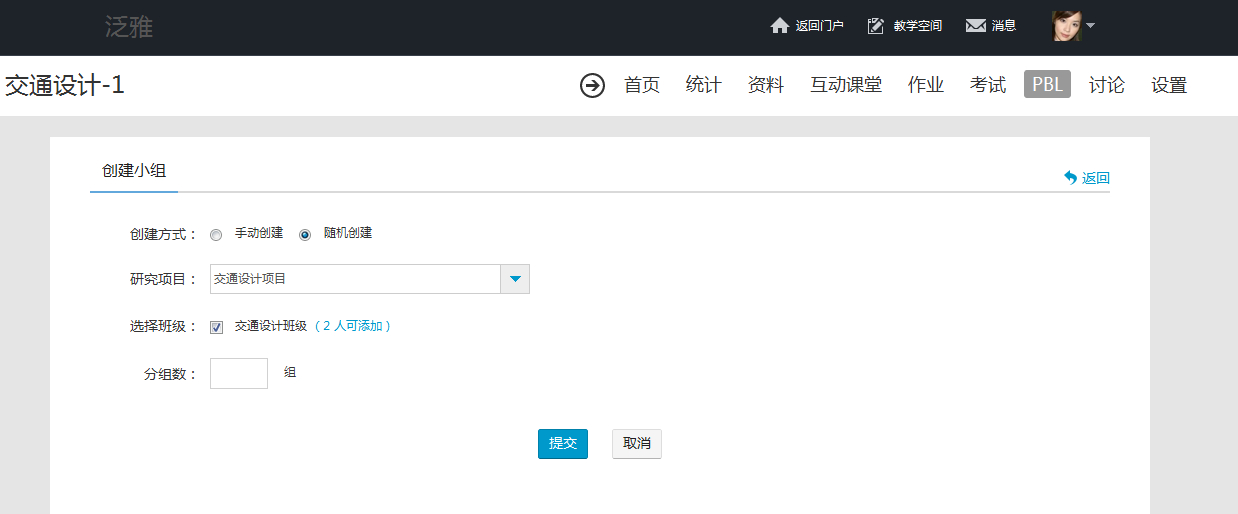 泛雅
返回门户 教学空间 消息
交通设计-1
首页 统计 资料 互动课堂 作业 考试 PBL 讨论 设置
创建小组
返回
创建方式： 手动创建 随机创建
研究项目： 交通设计项目
选择班级： 交通设计班级 （ 2 人可添加 ）
分组数： 组
提交 取消